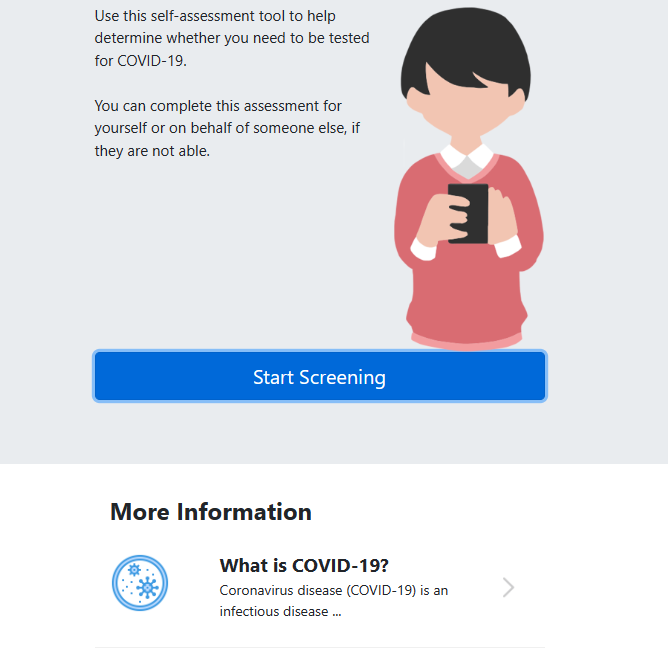 Use this self-assessment tool to help
determine whether you need to be tested
for COVID-19.
You can complete this assessment for
yourself or on behalf of someone else, if
they are not able.
Start Screening
More Information
What is COVID-19?
Coronavirus disease (COVID-19) is an
infectious disease ...